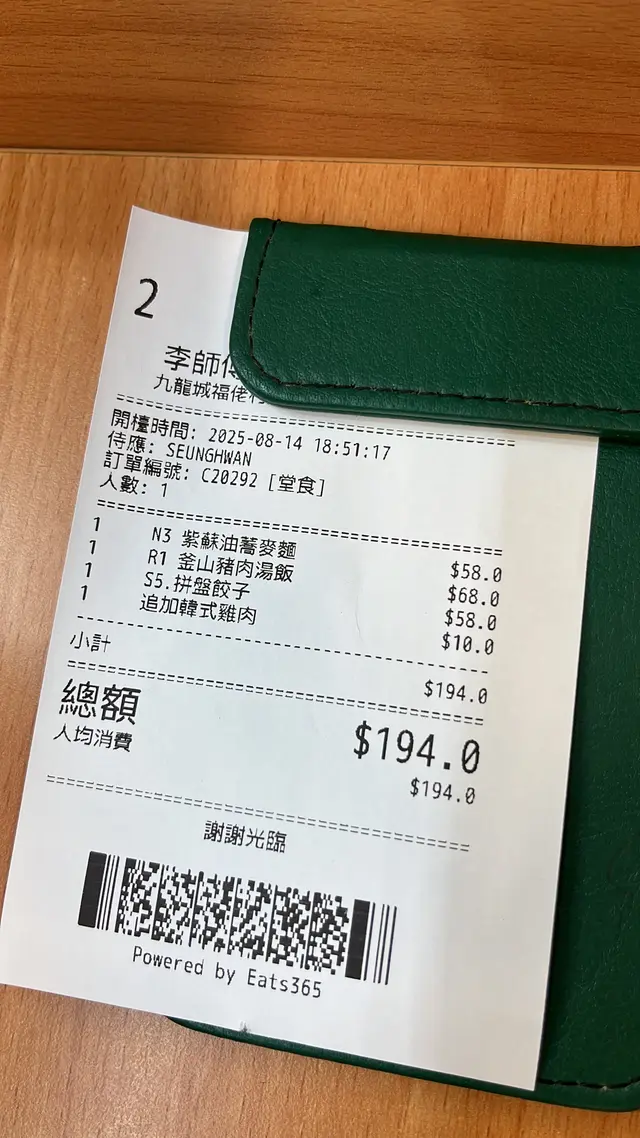 2
李師
九龍城福佬
開檯時間: 2025-08-14 18:51:17
侍應: SEUNGHWAN
訂單編號: C20292 [堂食]
人數: 1
1 N3 紫蘇油蕎麥麵 $58.0
1 R1 釜山豬肉湯飯 $68.0
1 S5.拼盤餃子 $58.0
1 追加韓式雞肉 $10.0
小計 $194.0
總額 $194.0
人均消費 $194.0
謝謝光臨
Powered by Eats365